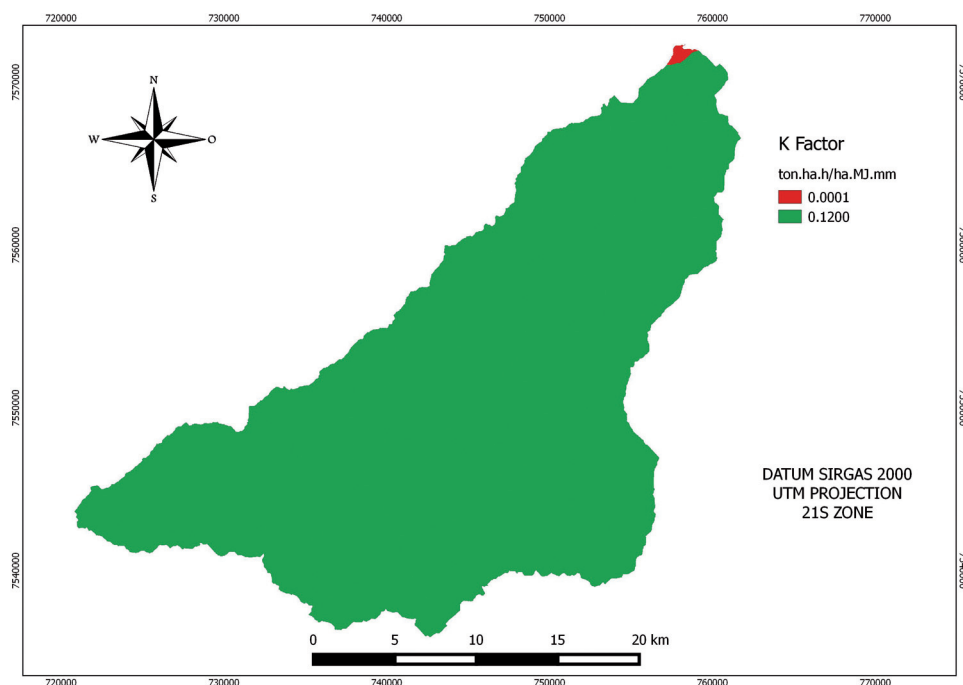 720000 730000 740000 750000 760000 770000
7570000
7560000
7550000
7540000
N
W O
S
K Factor
ton.ha.h/ha.MJ.mm
0.0001
0.1200
DATUM SIRGAS 2000
UTM PROJECTION
21S ZONE
0 5 10 15 20 km
720000 730000 740000 750000 760000 770000